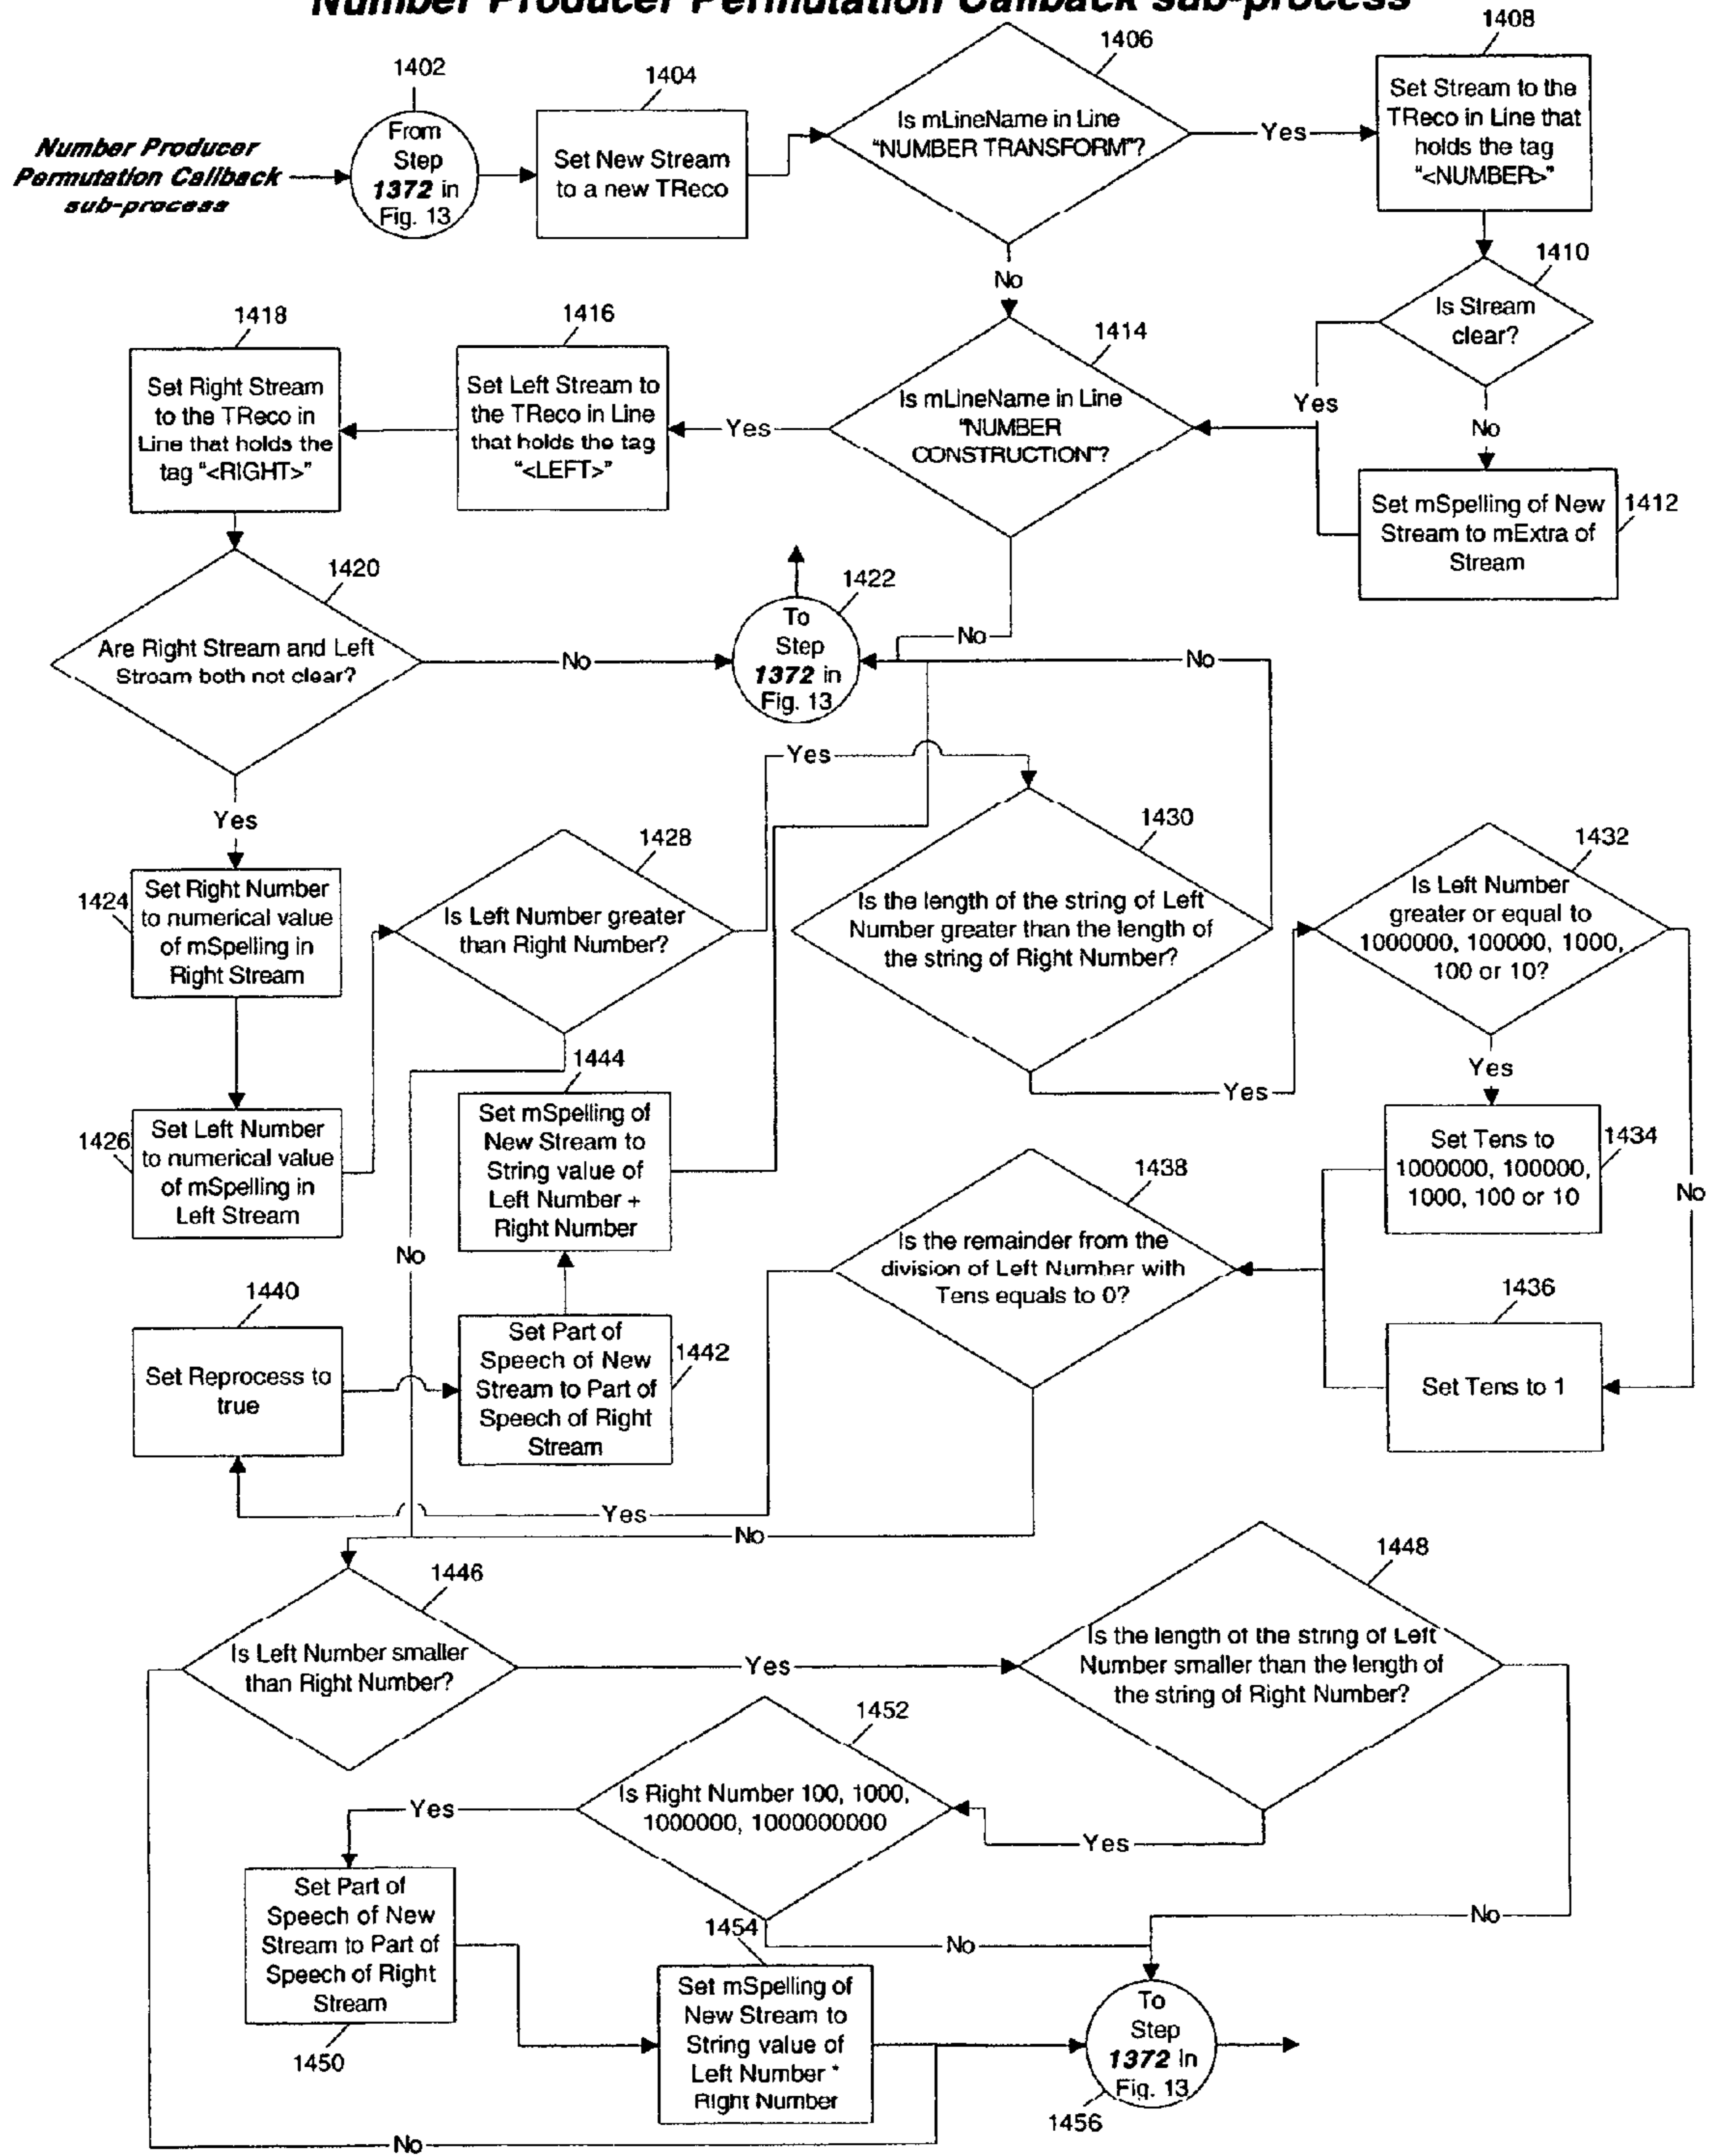 Number Producer Permutation Callback sub-process
1402
1404
1406
1408
Number Producer
Permutation Callback
sub-process
From
Step
1372 in
Fig. 13
Set New Stream
to a new TReco
Is mLineName in Line
"NUMBER TRANSFORM"?
Yes
Set Stream to the
TReco in Line that
holds the tag
"<NUMBER>"
No
1410
Is Stream
clear?
Yes
No
1412
Set mSpelling of New
Stream to mExtra of
Stream
1414
Is mLineName in Line
"NUMBER
CONSTRUCTION"?
Yes
No
1416
Set Left Stream to
the TReco in Line
that holds the tag
"<LEFT>"
1418
Set Right Stream
to the TReco in
Line that holds the
tag "<RIGHT>"
1420
Are Right Stream and Left
Stream both not clear?
No
Yes
1422
To
Step
1372 in
Fig. 13
No
1424
Set Right Number
to numerical value
of mSpelling in
Right Stream
1426
Set Left Number
to numerical value
of mSpelling in
Left Stream
1428
Is Left Number greater
than Right Number?
Yes
No
1430
Is the length of the string of Left
Number greater than the length of
the string of Right Number?
Yes
1432
Is Left Number
greater or equal to
1000000, 100000, 1000,
100 or 10?
Yes
No
1434
Set Tens to
1000000, 100000,
1000, 100 or 10
1436
Set Tens to 1
1438
Is the remainder from the
division of Left Number with
Tens equals to 0?
Yes
No
1440
Set Reprocess to
true
1442
Set Part of
Speech of New
Stream to Part of
Speech of Right
Stream
1444
Set mSpelling of
New Stream to
String value of
Left Number +
Right Number
1446
Is Left Number smaller
than Right Number?
Yes
No
1448
Is the length of the string of Left
Number smaller than the length of
the string of Right Number?
Yes
No
1452
Is Right Number 100, 1000,
1000000, 1000000000
Yes
No
Set Part of
Speech of New
Stream to Part of
Speech of Right
Stream
1450
1454
Set mSpelling of
New Stream to
String value of
Left Number *
Right Number
To
Step
1372 in
Fig. 13
1456